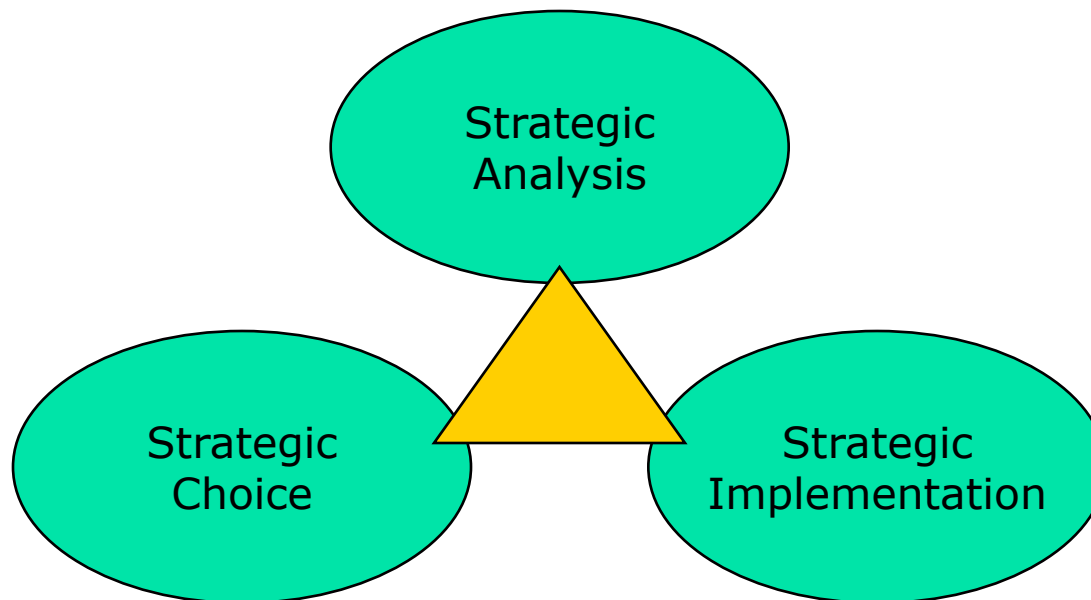 Strategic
Analysis
Strategic
Choice
Strategic
Implementation